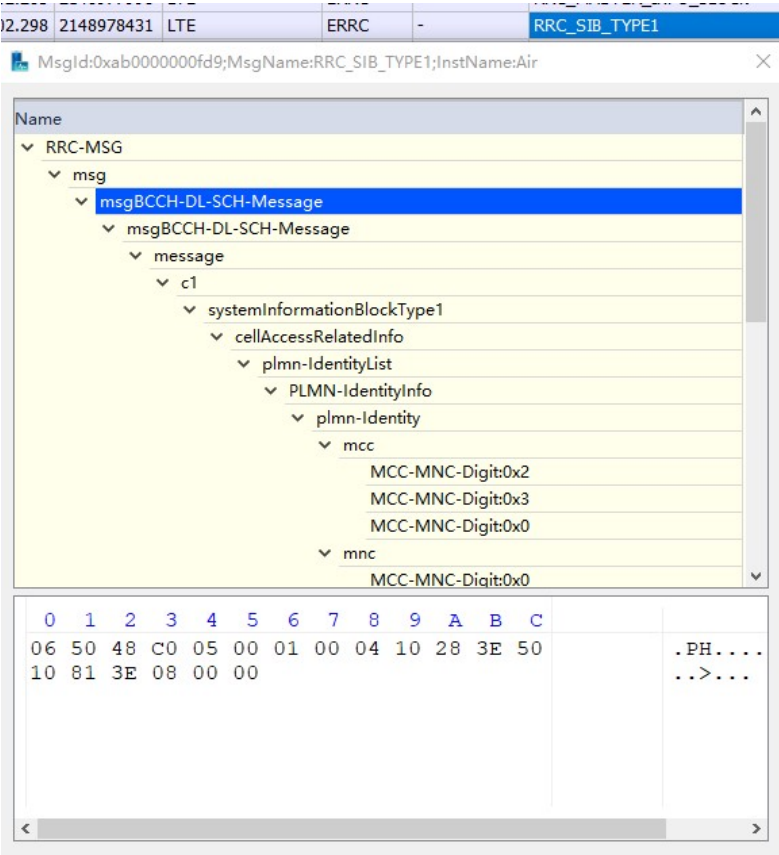 02.298 2148978431 LTE ERRC - RRC_SIB_TYPE1
MsgId:0xab0000000fd9;MsgName:RRC_SIB_TYPE1;InstName:Air
Name
RRC-MSG
msg
msgBCCH-DL-SCH-Message
msgBCCH-DL-SCH-Message
message
c1
systemInformationBlockType1
cellAccessRelatedInfo
plmn-IdentityList
PLMN-IdentityInfo
plmn-Identity
mcc
MCC-MNC-Digit:0x2
MCC-MNC-Digit:0x3
MCC-MNC-Digit:0x0
mnc
MCC-MNC-Digit:0x0
0 1 2 3 4 5 6 7 8 9 A B C
06 50 48 C0 05 00 01 00 04 10 28 3E 50 .PH....
10 81 3E 08 00 00 ..>...